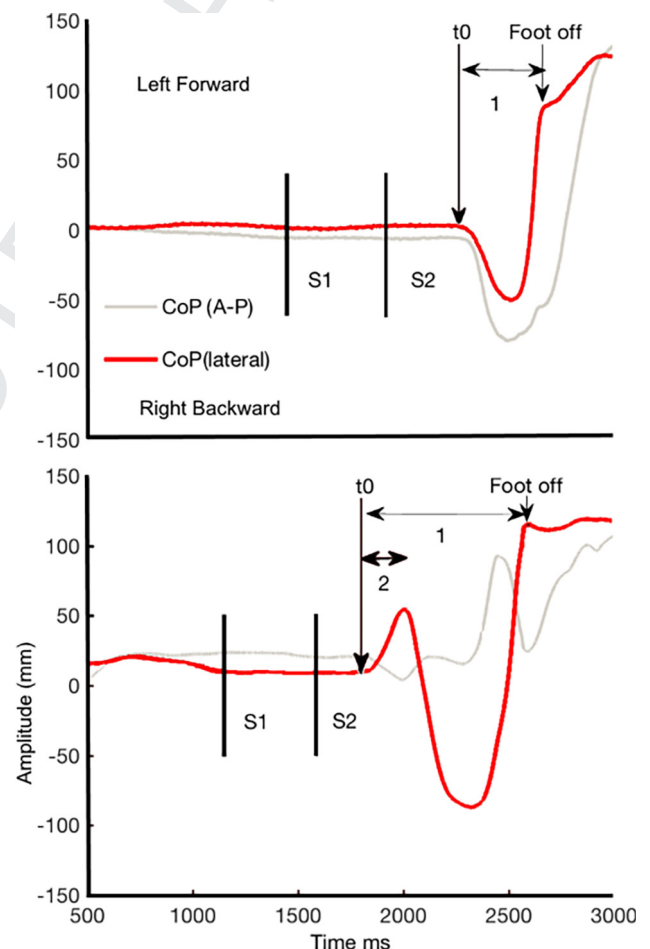 150
t0 Foot off
Left Forward
100
1
50
0
S1 S2
-50
CoP (A-P)
-100
CoP(lateral)
Right Backward
-150
150
t0 Foot off
1
100
2
50
Amplitude (mm)
0
S1 S2
-50
-100
-150
500 1000 1500 2000 2500 3000
Time ms